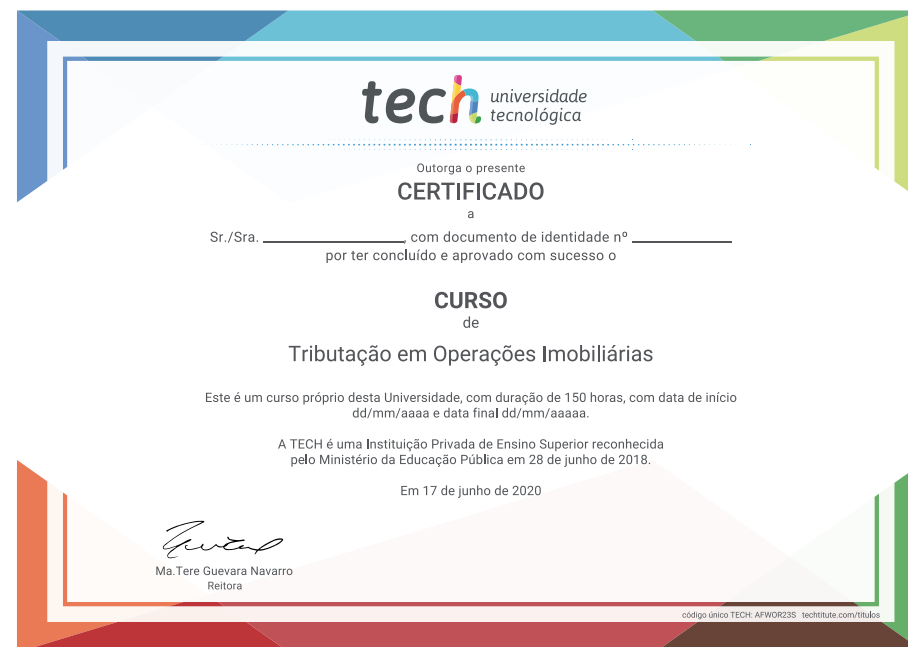 tech universidade
tecnológica
Outorga o presente
CERTIFICADO
a
Sr./Sra. ____________, com documento de identidade nº ____________
por ter concluído e aprovado com sucesso o
CURSO
de
Tributação em Operações Imobiliárias
Este é um curso próprio desta Universidade, com duração de 150 horas, com data de início
dd/mm/aaaa e data final dd/mm/aaaaa.
A TECH é uma Instituição Privada de Ensino Superior reconhecida
pelo Ministério da Educação Pública em 28 de junho de 2018.
Em 17 de junho de 2020
Ma.Tere Guevara Navarro
Reitora
código único TECH: AFWOR23S techtitute.com/titulos